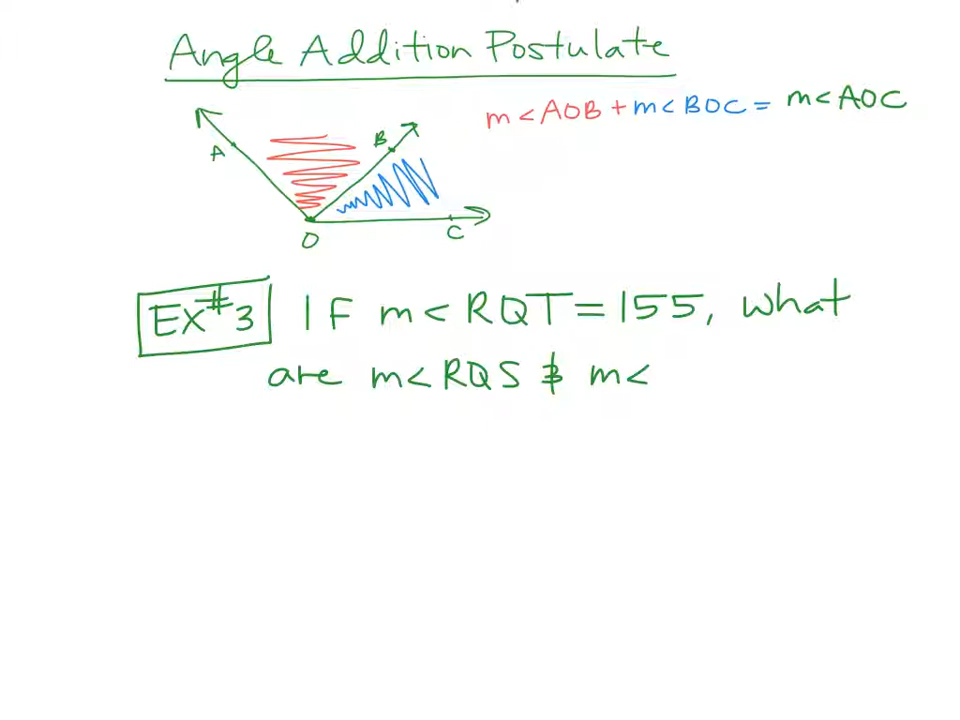 Angle Addition Postulate
m<AOB + m<BOC = m<AOC
A
B
O
C
EX#3 IF m<RQT=155, what
are m<RQS & m<